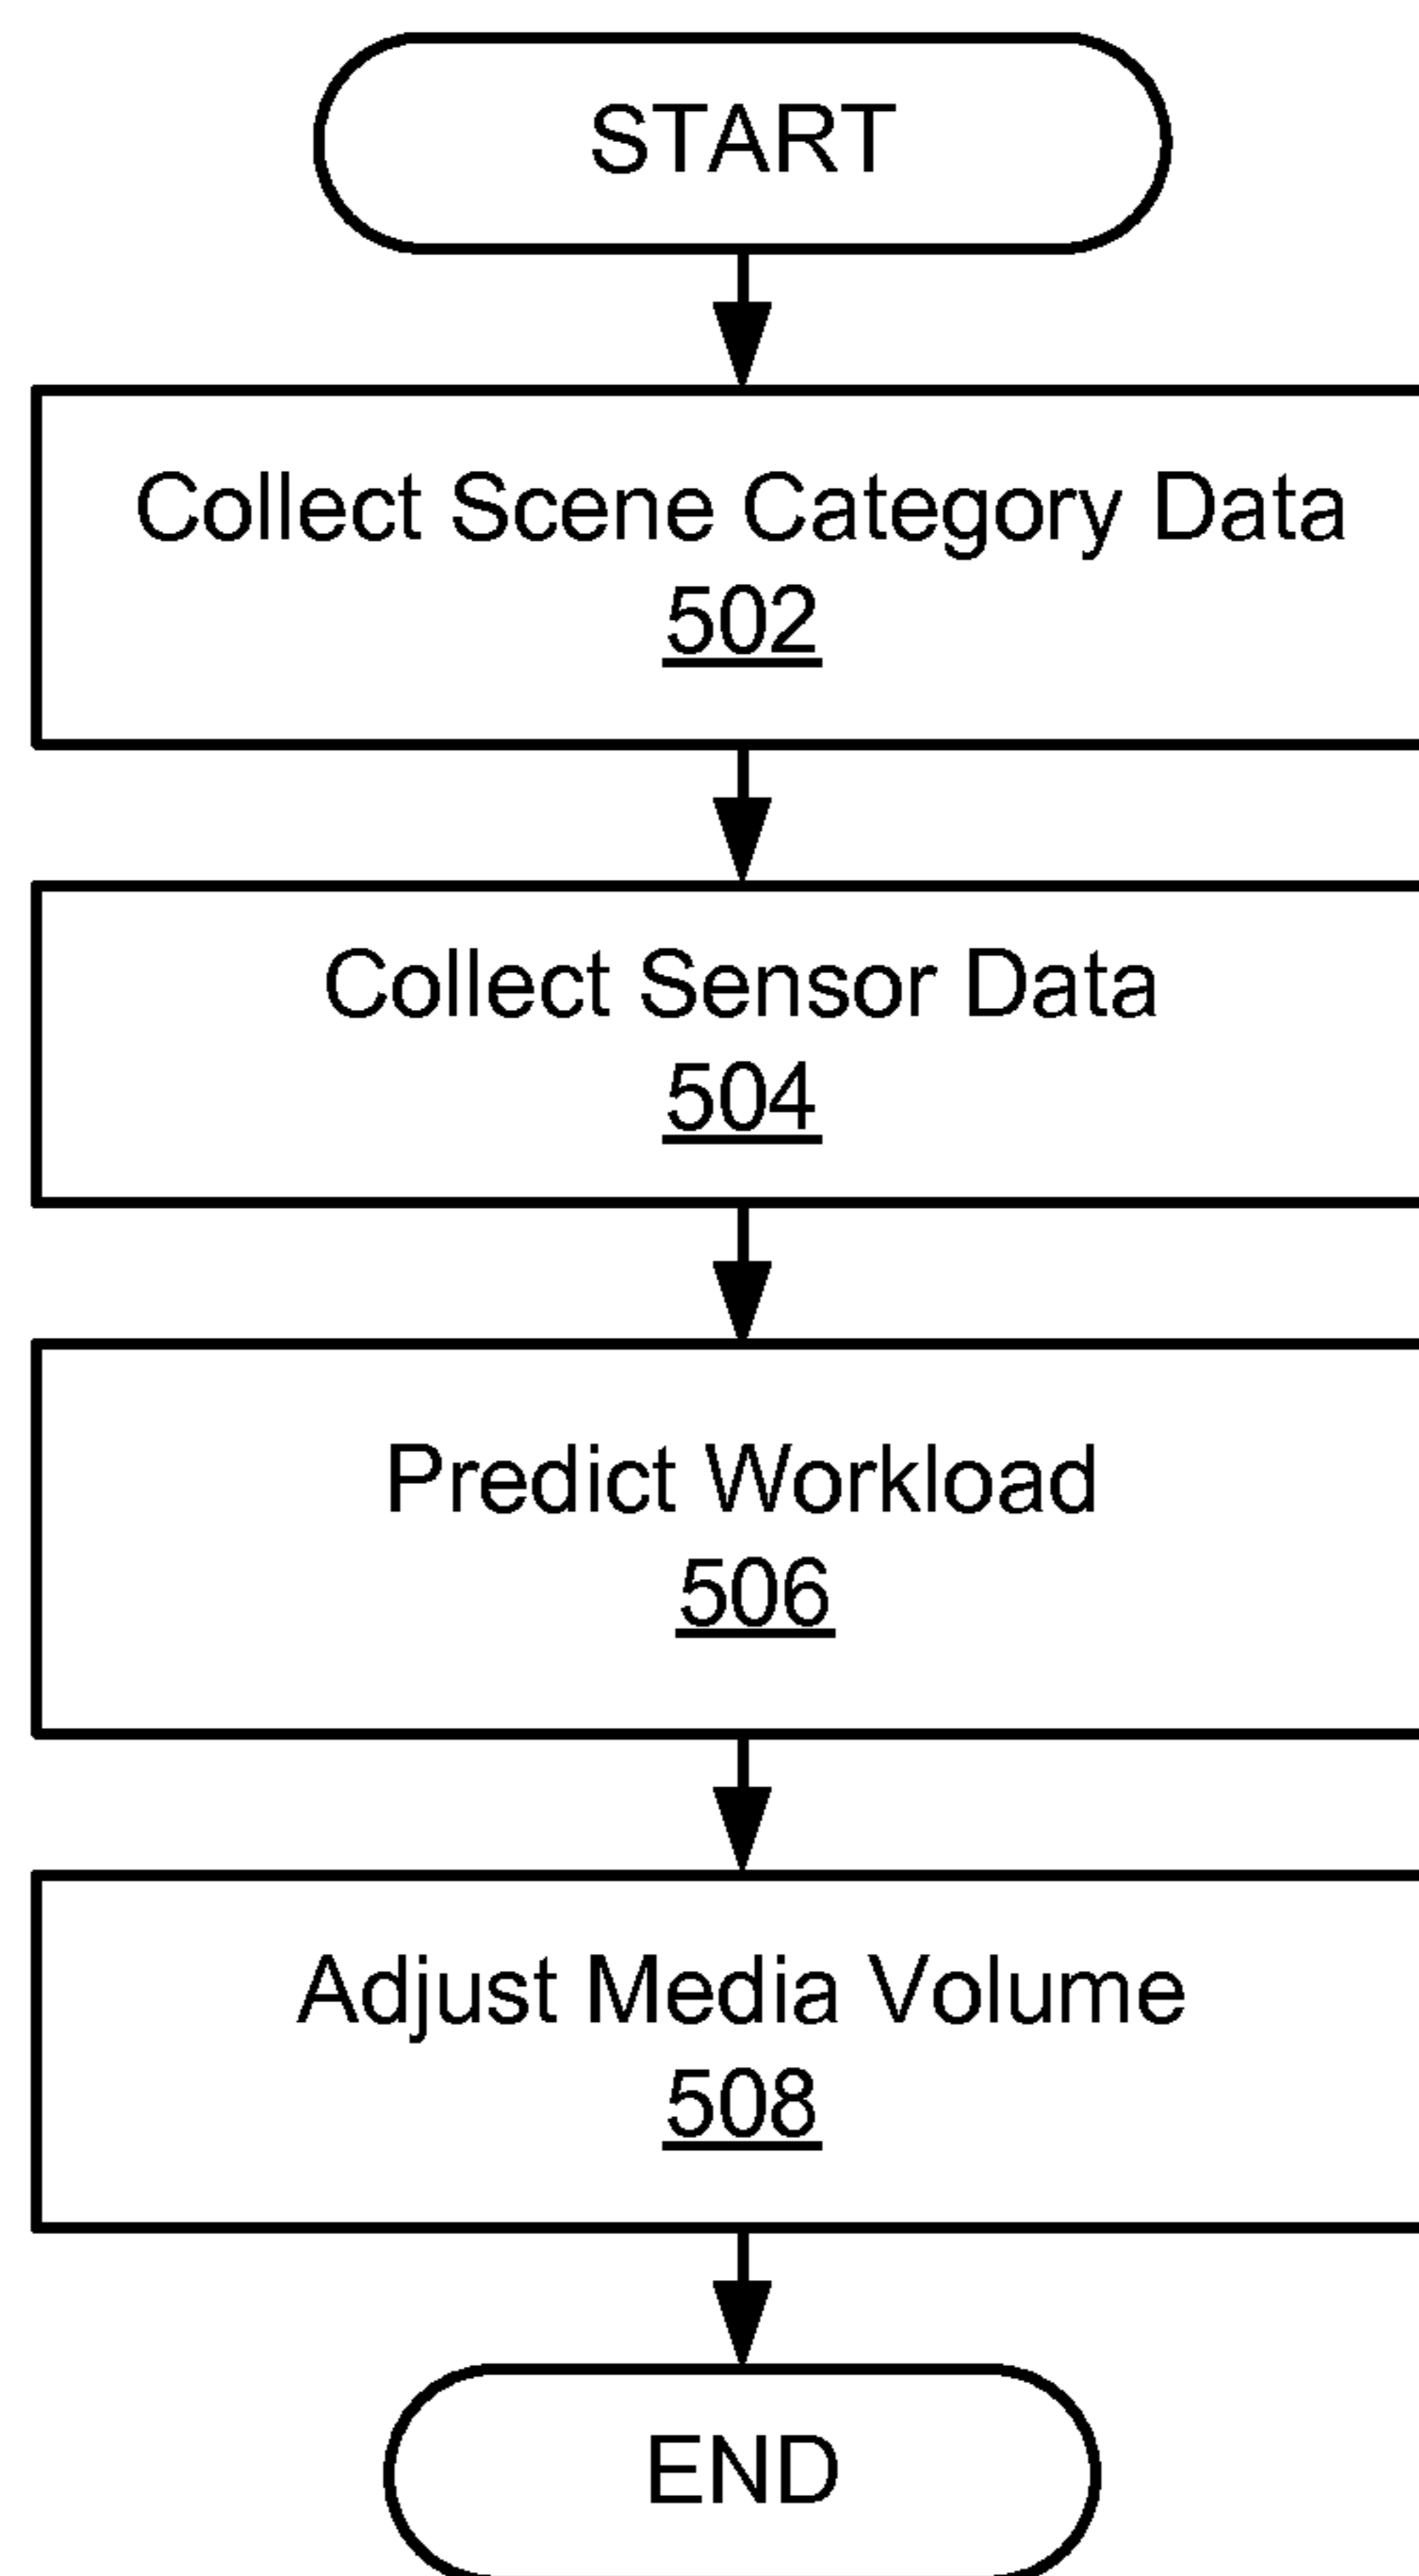 START
Collect Scene Category Data
502
Collect Sensor Data
504
Predict Workload
506
Adjust Media Volume
508
END